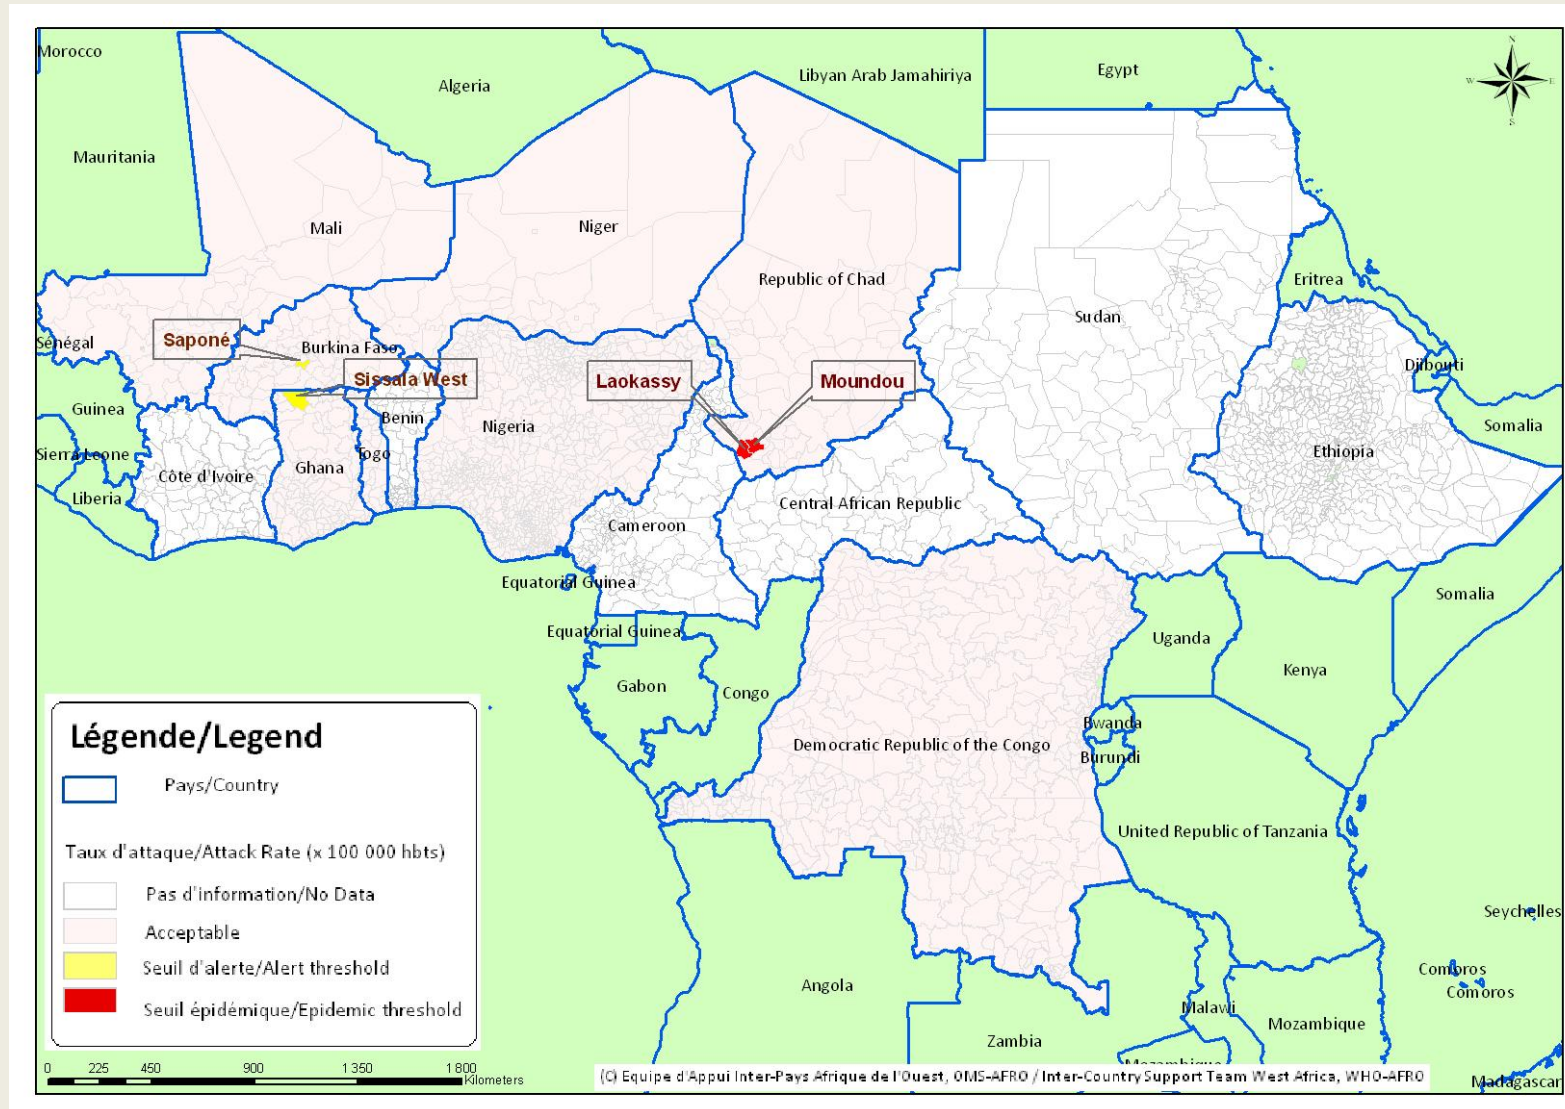 Morocco
Algeria
Libyan Arab Jamahiriya
Egypt
N
W
E
S
Mauritania
Mali
Niger
Republic of Chad
Sudan
Eritrea
Sénégal
Saponé
Burkina Faso
Sissala West
Laokassy
Moundou
Djibouti
Guinea
Benin
Nigeria
Somalia
Sierra Leone
Togo
Ghana
Côte d'Ivoire
Ethiopia
Liberia
Central African Republic
Cameroon
Equatorial Guinea
Somalia
Equatorial Guinea
Uganda
Kenya
Gabon
Congo
Rwanda
Democratic Republic of the Congo
Burundi
United Republic of Tanzania
Seychelles
Comoros
Comoros
Angola
Malawi
Mozambique
Zambia
Mozambique
Madagascar
Légende/Legend
Pays/Country
Taux d'attaque/Attack Rate (x 100 000 hbts)
Pas d'information/No Data
Acceptable
Seuil d'alerte/Alert threshold
Seuil épidémique/Epidemic threshold
0 225 450 900 1 350 1 800
Kilometers
(C) Equipe d'Appui Inter-Pays Afrique de l'Ouest, OMS-AFRO / Inter-Country Support Team West Africa, WHO-AFRO